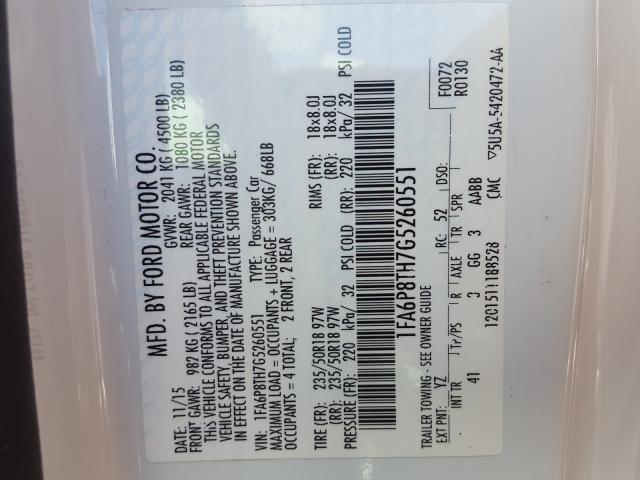 MFD. BY FORD MOTOR CO.
DATE: 11/15 GVWR: 2041 KG ( 4500 LB)
FRONT GAWR: 982 KG ( 2165 LB) REAR GAWR: 1080 KG ( 2380 LB)
THIS VEHICLE CONFORMS TO ALL APPLICABLE FEDERAL MOTOR
VEHICLE SAFETY, BUMPER, AND THEFT PREVENTION STANDARDS
IN EFFECT ON THE DATE OF MANUFACTURE SHOWN ABOVE.
VIN: 1FA6P8TH7G5260551 TYPE: Passenger Car
MAXIMUM LOAD = OCCUPANTS + LUGGAGE = 303KG/ 668LB
OCCUPANTS = 4 TOTAL; 2 FRONT, 2 REAR
TIRE (FR): 235/50R18 97W RIMS (FR): 18x8.0J
(RR): 235/50R18 97W (RR): 18x8.0J
PRESSURE (FR): 220 kPa/ 32 PSI COLD (RR): 220 kPa/ 32 PSI COLD
1FA6P8TH7G5260551
TRAILER TOWING - SEE OWNER GUIDE F0072
R0130
EXT PNT: YZ RC: 52 DSO:
INT TR Tr/PS R AXLE TR SPR
41 3 GG 3 AABB
12015111188528 CMC ▽5U5A-5420472-AA